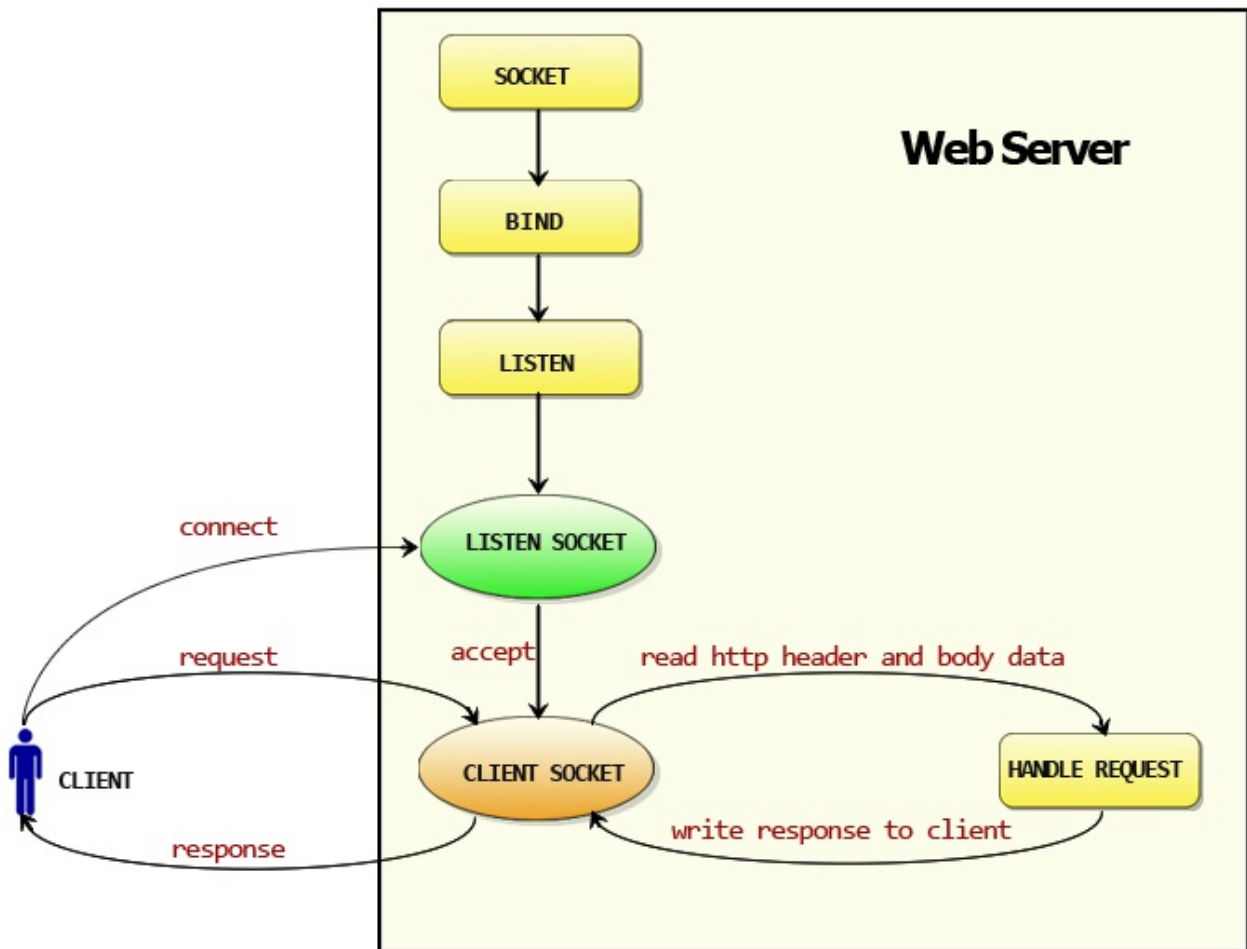 SOCKET
Web Server
BIND
LISTEN
connect
LISTEN SOCKET
request
accept
read http header and body data
CLIENT
CLIENT SOCKET
HANDLE REQUEST
response
write response to client